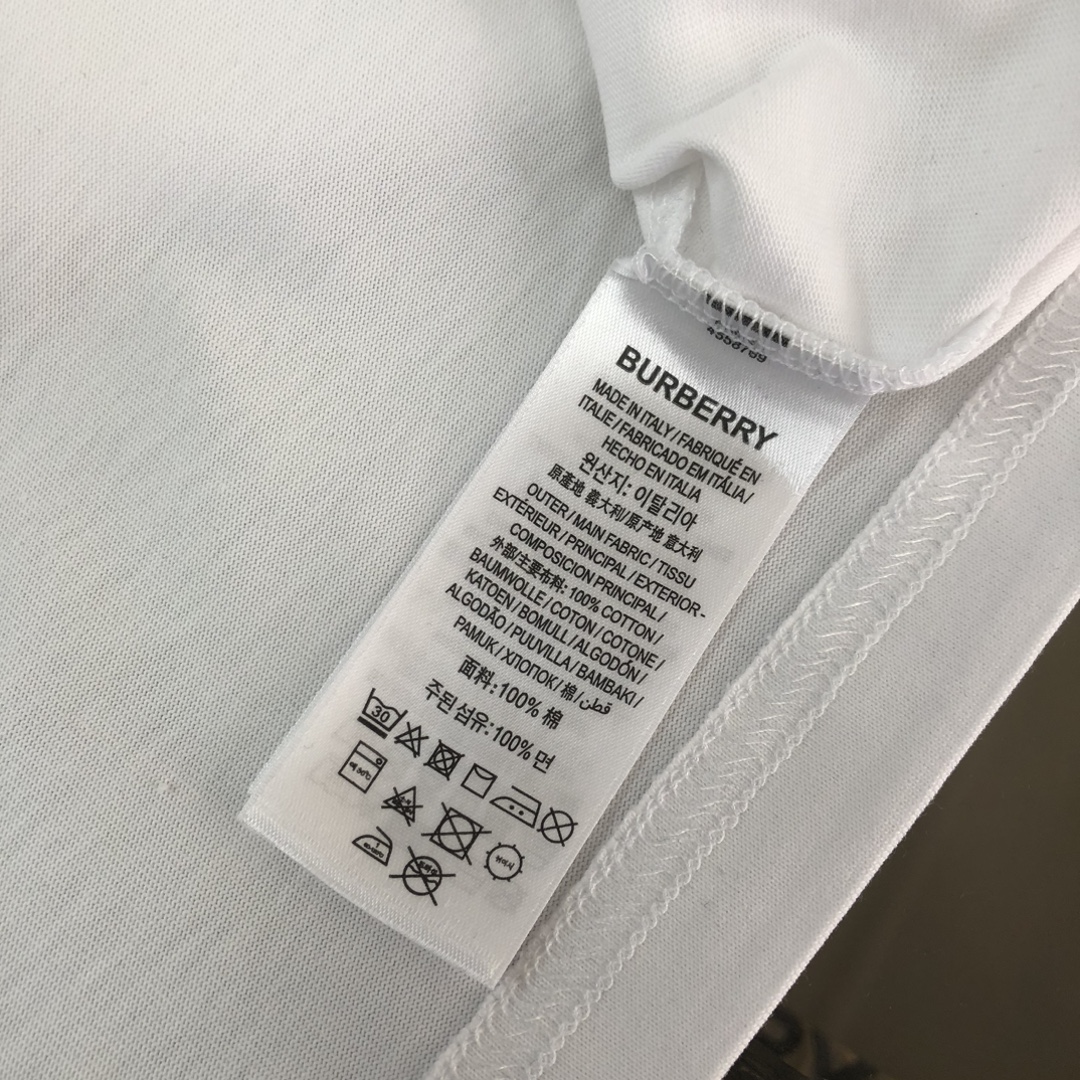 BURBERRY
MADE IN ITALY / FABRIQUÉ EN
ITALIE / FABRICADO EM ITÁLIA /
HECHO EN ITALIA
원산지: 이탈리아
原產地 義大利/原产地 意大利
OUTER / MAIN FABRIC / TISSU
EXTÉRIEUR / PRINCIPAL / EXTERIOR-
COMPOSICION PRINCIPAL /
外部/主要布料: 100% COTTON /
BAUMWOLLE / COTON / COTONE /
KATOEN / BOMULL / ALGODÓN /
ALGODÃO / PUUVILLA / BAMBAKI /
PAMUK / ХЛОПОК / 棉 / قطن
面料:100% 棉
주된 섬유:100% 면
30